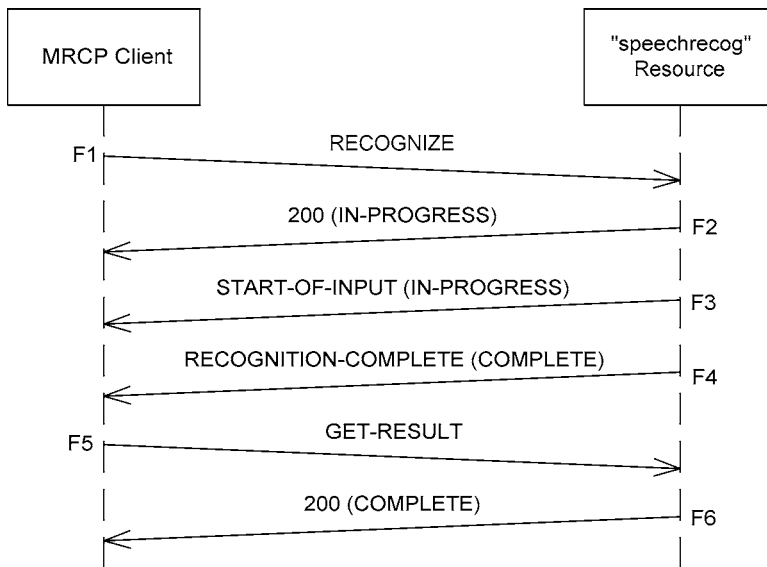 MRCP Client
"speechrecog"
Resource
RECOGNIZE
F1
200 (IN-PROGRESS)
F2
START-OF-INPUT (IN-PROGRESS)
F3
RECOGNITION-COMPLETE (COMPLETE)
F4
GET-RESULT
F5
200 (COMPLETE)
F6